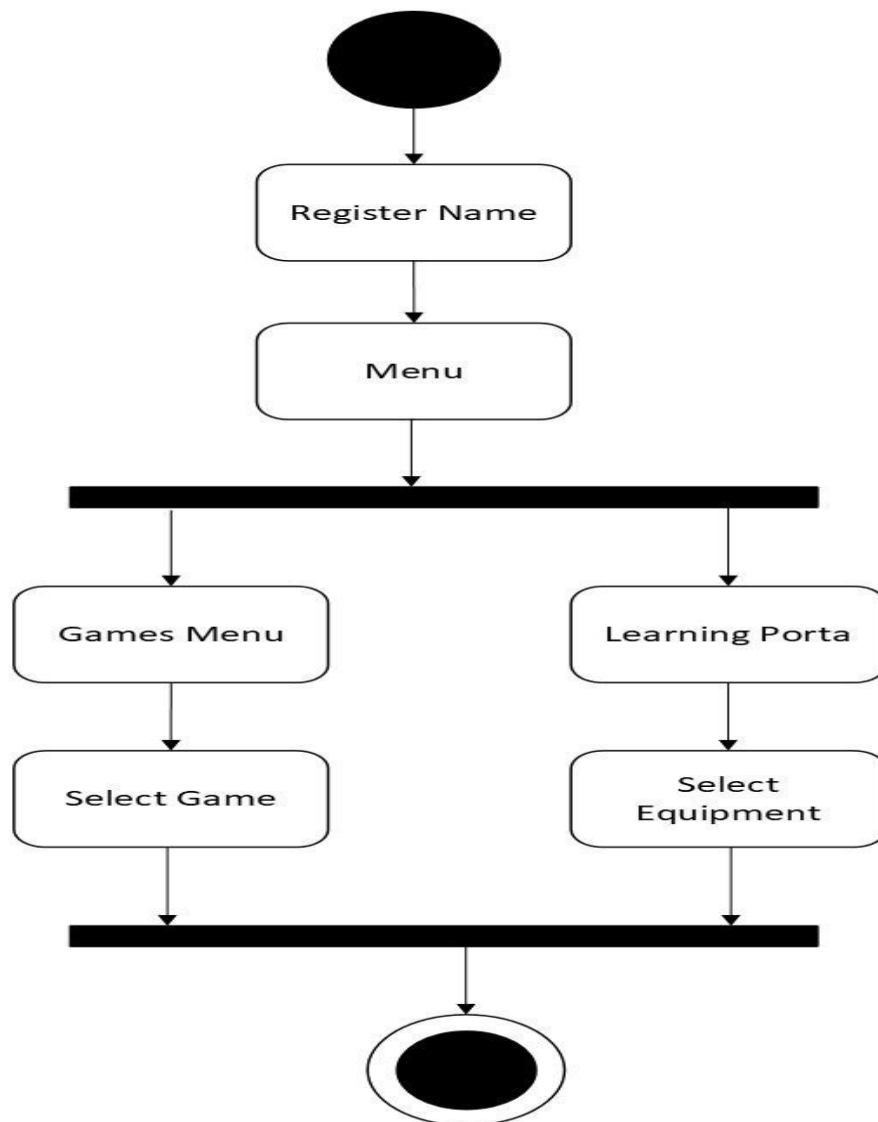 Register Name
Menu
Games Menu
Learning Porta
Select Game
Select
Equipment